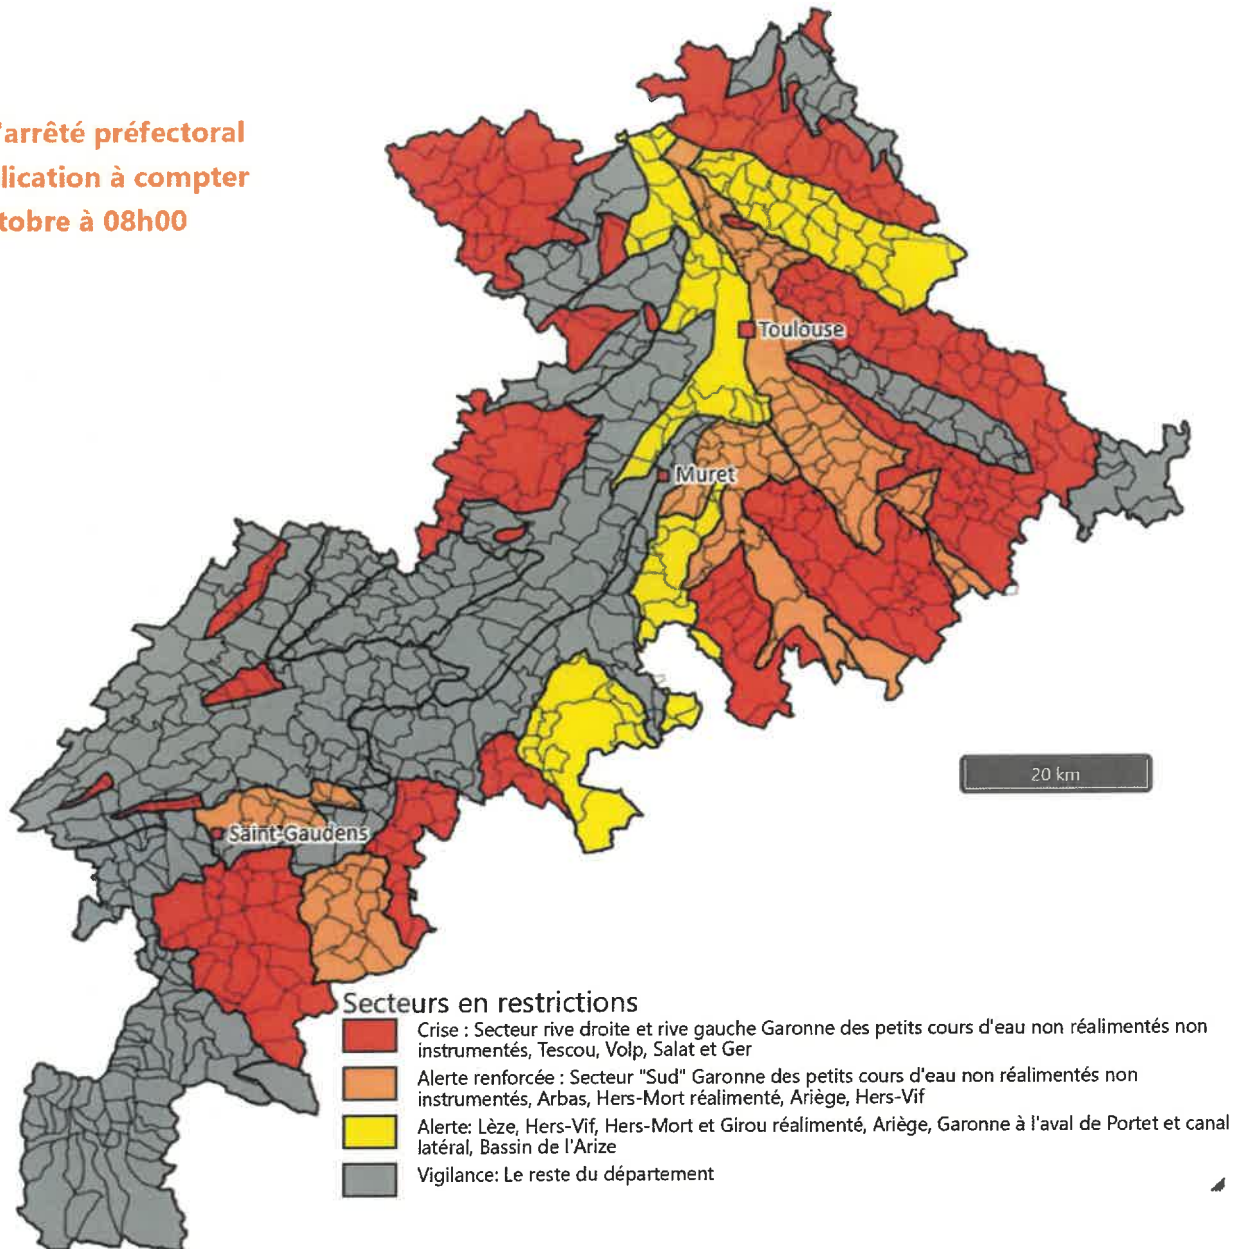 'arrêté préfectoral
lication à compter
tobre à 08h00
Toulouse
Muret
20 km
Saint-Gaudens
Secteurs en restrictions
Crise : Secteur rive droite et rive gauche Garonne des petits cours d'eau non réalimentés non
instrumentés, Tescou, Volp, Salat et Ger
Alerte renforcée : Secteur "Sud" Garonne des petits cours d'eau non réalimentés non
instrumentés, Arbas, Hers-Mort réalimenté, Ariège, Hers-Vif
Alerte: Lèze, Hers-Vif, Hers-Mort et Girou réalimenté, Ariège, Garonne à l'aval de Portet et canal
latéral, Bassin de l'Arize
Vigilance: Le reste du département